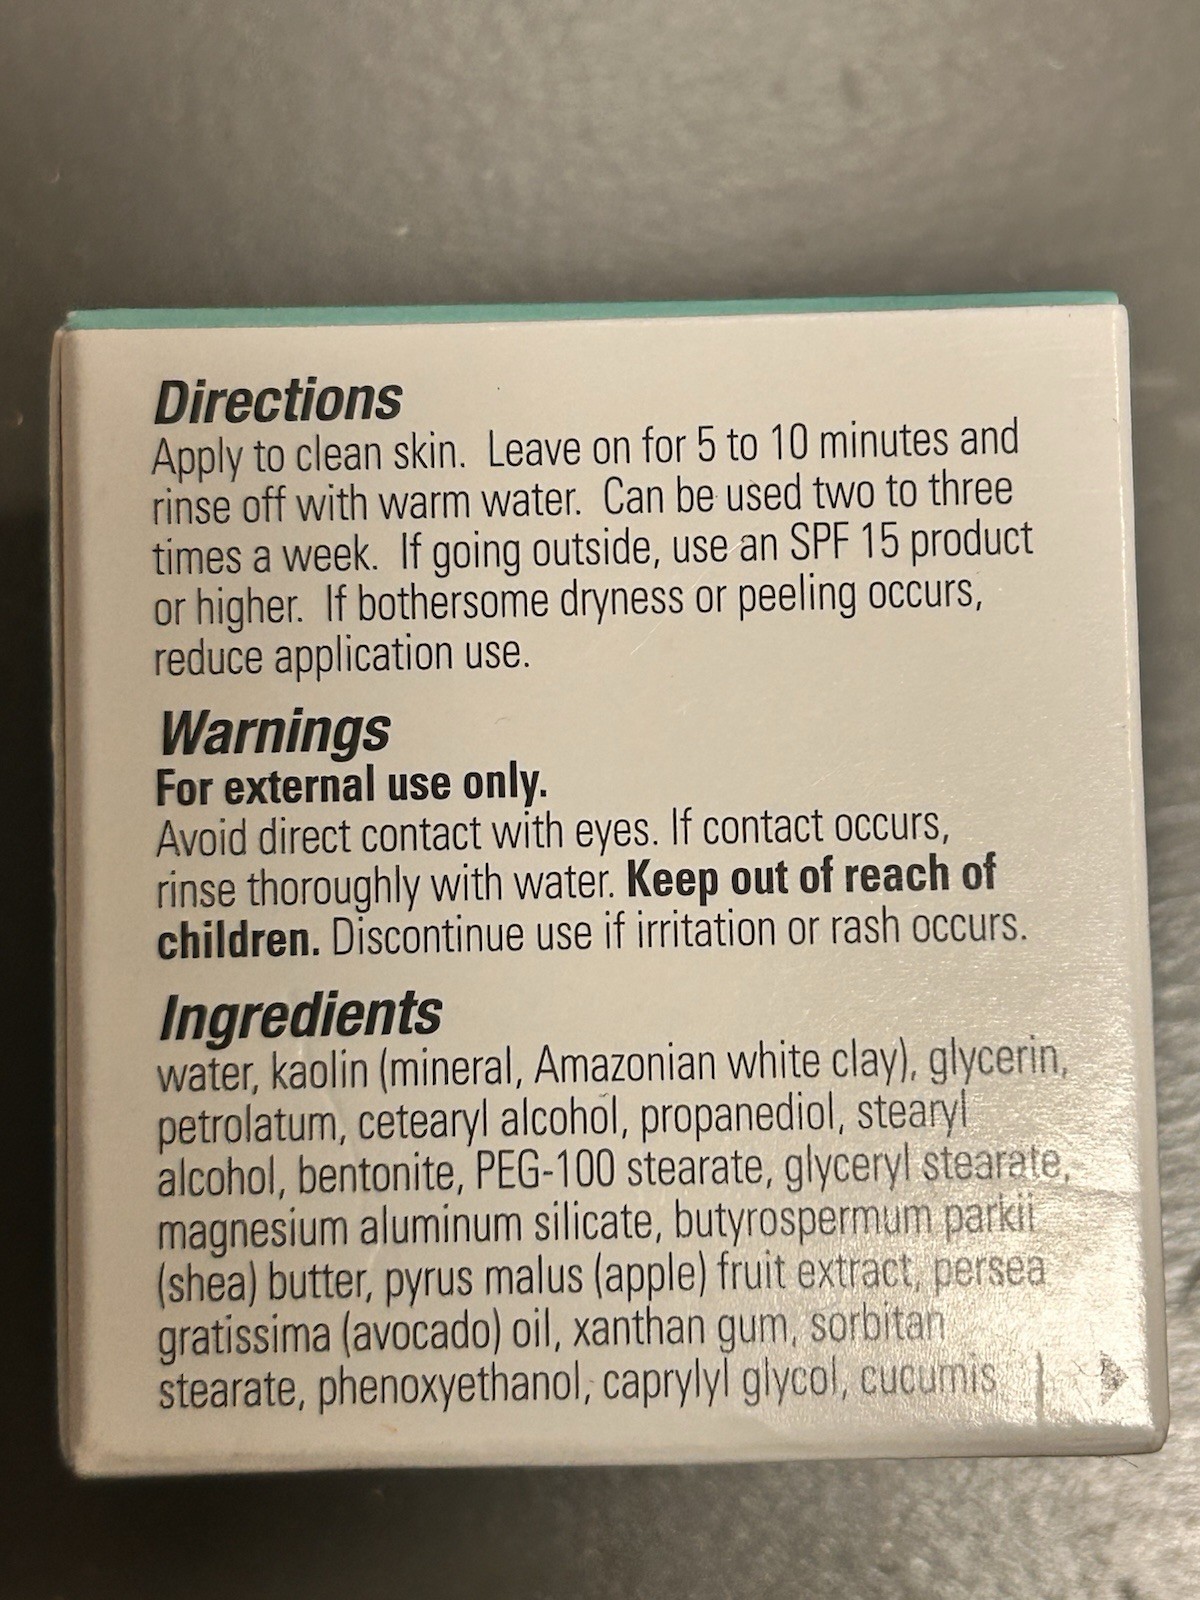 Directions
Apply to clean skin. Leave on for 5 to 10 minutes and
rinse off with warm water. Can be used two to three
times a week. If going outside, use an SPF 15 product
or higher. If bothersome dryness or peeling occurs,
reduce application use.
Warnings
For external use only.
Avoid direct contact with eyes. If contact occurs,
rinse thoroughly with water. Keep out of reach of
children. Discontinue use if irritation or rash occurs.
Ingredients
water, kaolin (mineral, Amazonian white clay), glycerin,
petrolatum, cetearyl alcohol, propanediol, stearyl
alcohol, bentonite, PEG-100 stearate, glyceryl stearate,
magnesium aluminum silicate, butyrospermum parkii
(shea) butter, pyrus malus (apple) fruit extract, persea
gratissima (avocado) oil, xanthan gum, sorbitan
stearate, phenoxyethanol, caprylyl glycol, cucumis